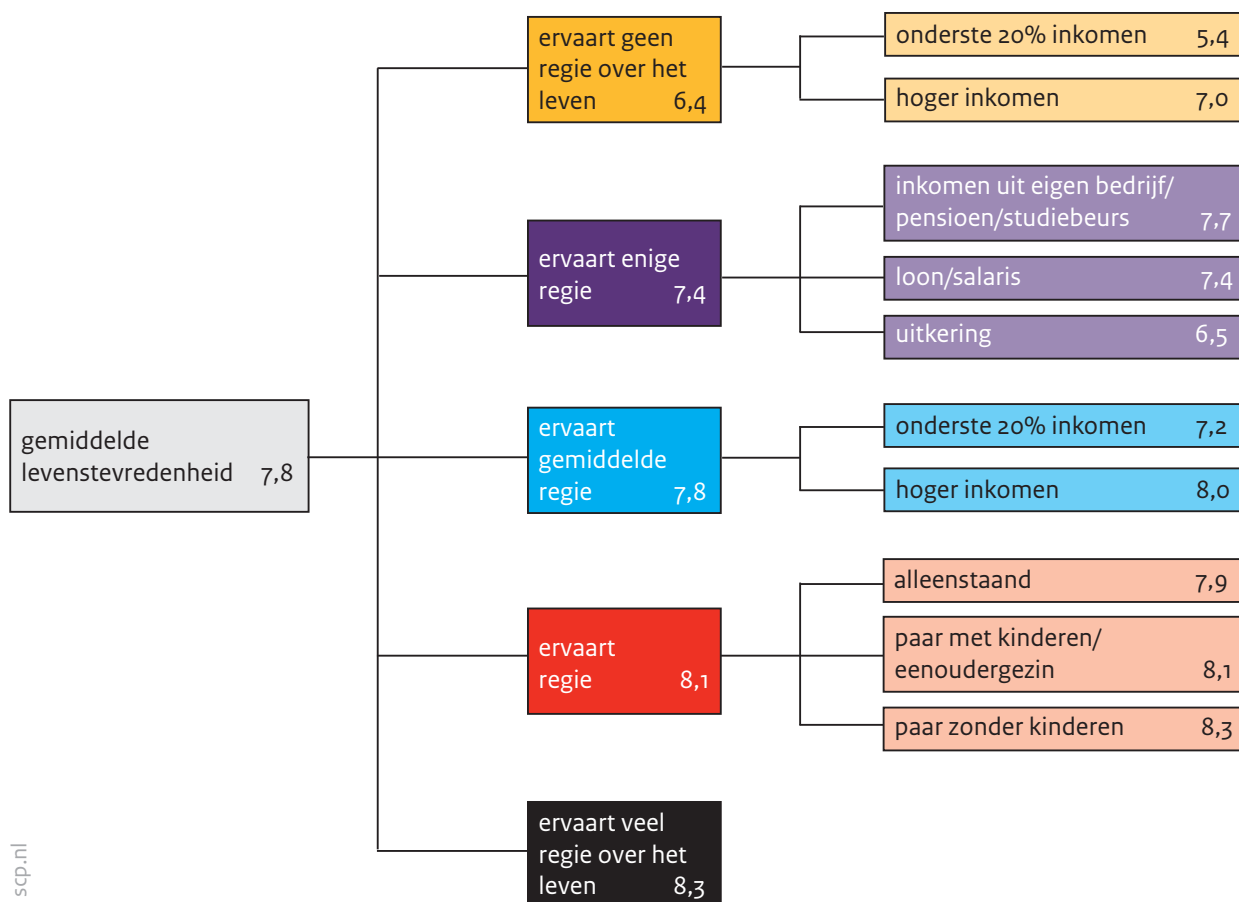 gemiddelde
levenstevredenheid 7,8
ervaart geen
regie over het
leven 6,4
onderste 20% inkomen 5,4
hoger inkomen 7,0
ervaart enige
regie 7,4
inkomen uit eigen bedrijf/
pensioen/studiebeurs 7,7
loon/salaris 7,4
uitkering 6,5
ervaart
gemiddelde
regie 7,8
onderste 20% inkomen 7,2
hoger inkomen 8,0
ervaart
regie 8,1
alleenstaand 7,9
paar met kinderen/
eenoudergezin 8,1
paar zonder kinderen 8,3
ervaart veel
regie over het
leven 8,3
scp.nl